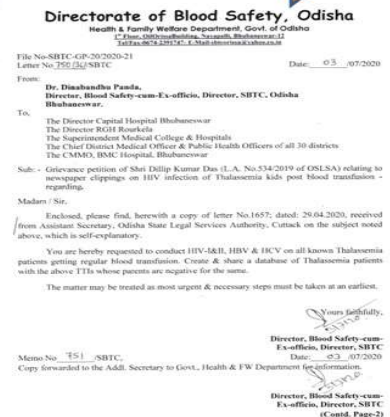 Directorate of Blood Safety, Odisha
Health & Family Welfare Department, Govt. of Odisha
1st Floor, Nayapalli, Bhubaneswar-12
File No-SBTC-GP-20/2020-21
Letter No 750(36)/SBTC Date: 03 /07/2020
From:
Dr. Dinabandhu Panda,
Director, Blood Safety-cum-Ex-officio, Director, SBTC, Odisha
Bhubaneswar.
To,
The Director Capital Hospital Bhubaneswar
The Director RGH Rourkela
The Superintendent Medical College & Hospitals
The Chief District Medical Officer & Public Health Officers of all 30 districts
The CMMO, BMC Hospital, Bhubaneswar
Sub: - Grievance petition of Shri Dillip Kumar Das (L.A. No.534/2019 of OSLSA) relating to
newspaper clippings on HIV infection of Thalassemia kids post blood transfusion -
regarding,
Madam / Sir,
Enclosed, please find, herewith a copy of letter No.1657; dated: 29.04.2020, received
from Assistant Secretary, Odisha State Legal Services Authority, Cuttack on the subject noted
above, which is self-explanatory.
You are hereby requested to conduct HIV-I&II, HBV & HCV on all known Thalassemia
patients getting regular blood transfusion. Create & share a database of Thalassemia patients
with the above TTIs whose parents are negative for the same.
The matter may be treated as most urgent & necessary steps must be taken at an earliest.
Yours faithfully,
Director, Blood Safety-cum-
Ex-officio, Director, SBTC
Memo No 751 /SBTC, Date: 03 /07/2020
Copy forwarded to the Addl. Secretary to Govt., Health & FW Department for information.
Director, Blood Safety-cum-
Ex-officio, Director, SBTC
(Contd. Page-2)